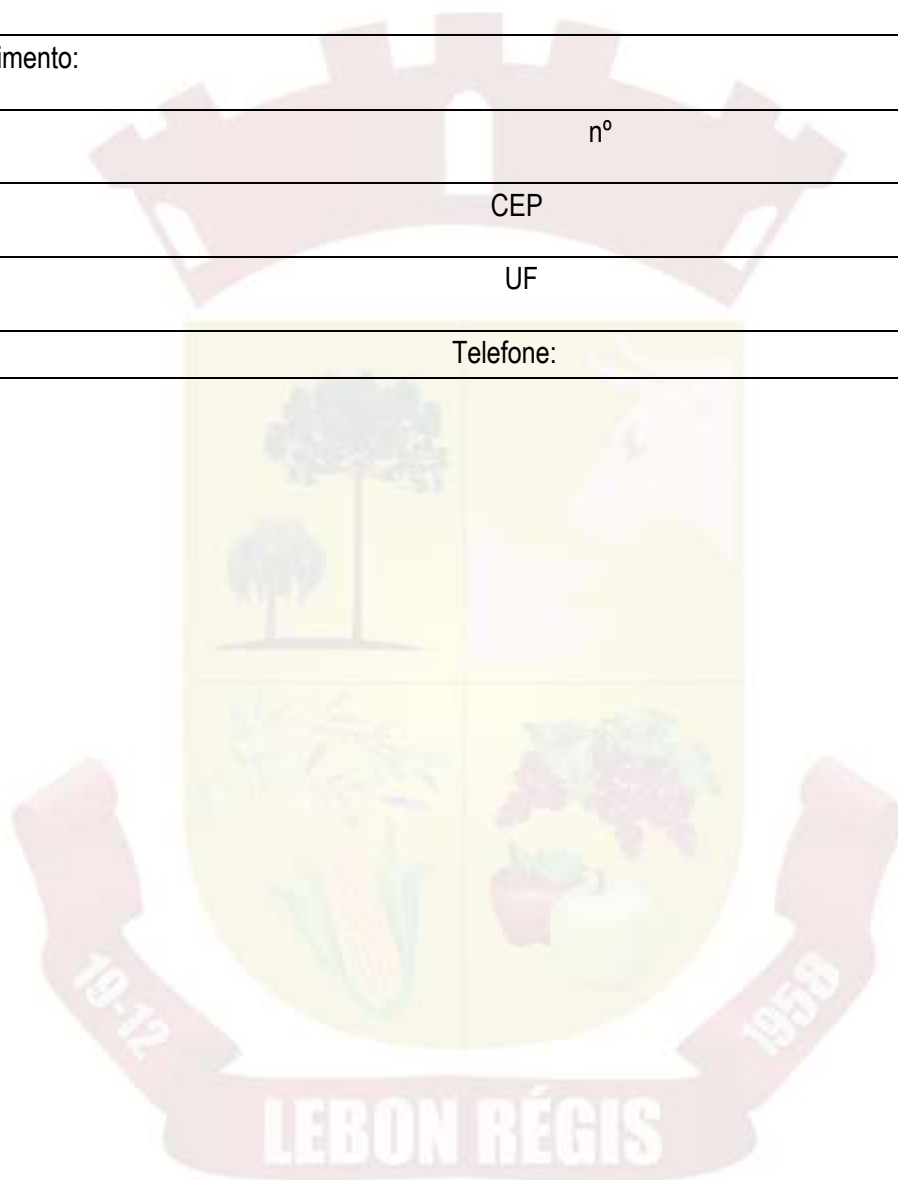 imento:
nº
CEP
UF
Telefone:
19-12
1958
LEBON RÉGIS